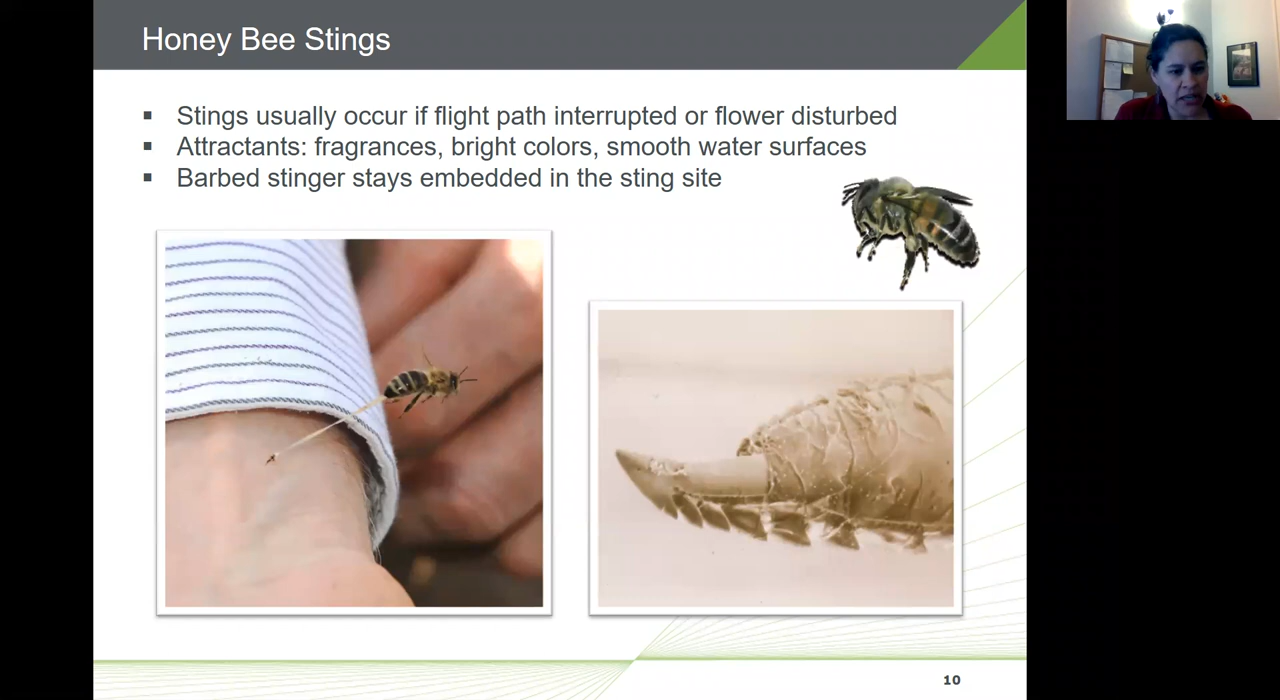 Honey Bee Stings
▪ Stings usually occur if flight path interrupted or flower disturbed
▪ Attractants: fragrances, bright colors, smooth water surfaces
▪ Barbed stinger stays embedded in the sting site
10